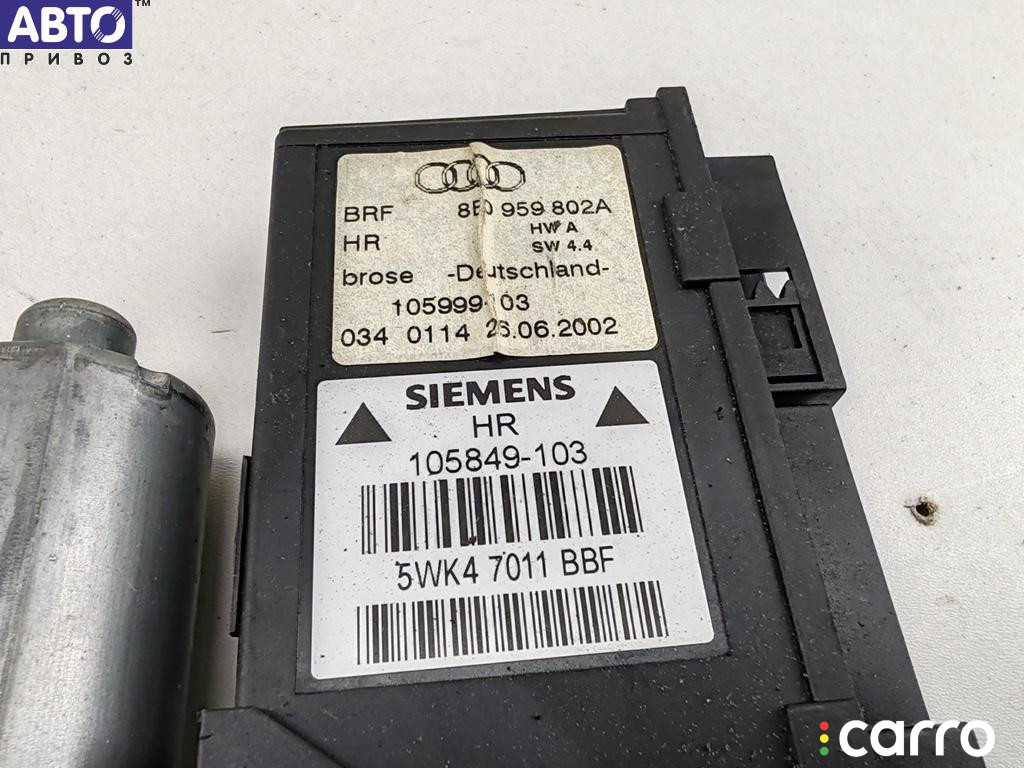 АВТО™
ПРИВОЗ
BRF 8E0 959 802A
HR HW A
SW 4.4
brose -Deutschland-
105999-103
034 0114 26.06.2002
SIEMENS
HR
105849-103
5WK4 7011 BBF
carro